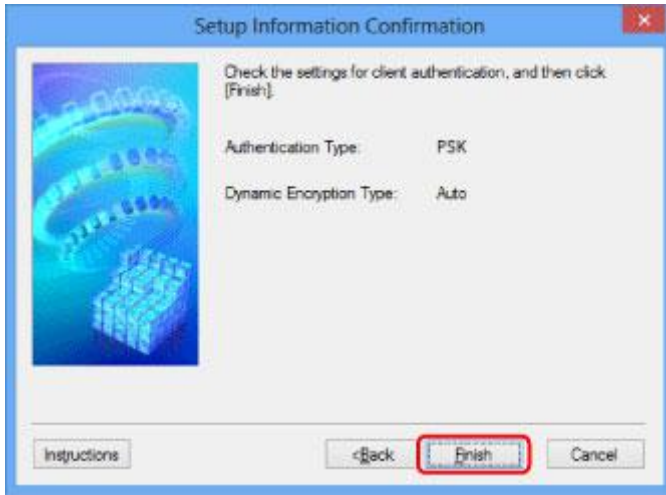 Setup Information Confirmation
Check the settings for client authentication, and then click
[Finish].
Authentication Type: PSK
Dynamic Encryption Type: Auto
Instructions <Back Finish Cancel